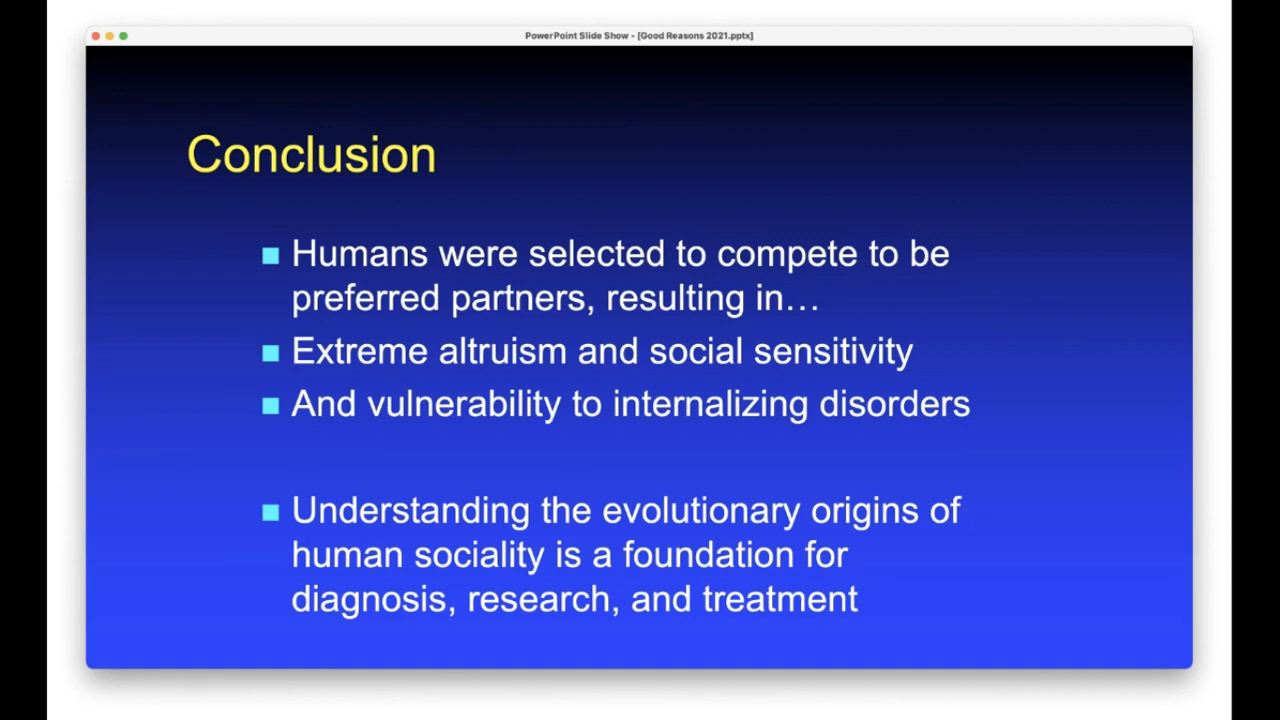 PowerPoint Slide Show - [Good Reasons 2021.pptx]
Conclusion
Humans were selected to compete to be
preferred partners, resulting in…
Extreme altruism and social sensitivity
And vulnerability to internalizing disorders
Understanding the evolutionary origins of
human sociality is a foundation for
diagnosis, research, and treatment